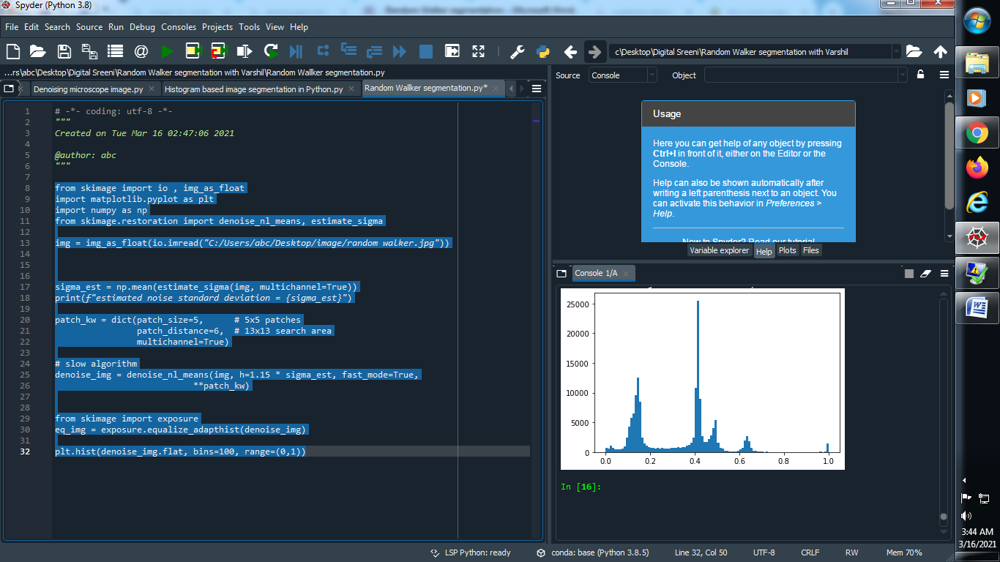 Spyder (Python 3.8)
Random Walker segmentation - Microsoft Word
File Edit Search Source Run Debug Consoles Projects Tools View Help
c\Desktop\Digital Sreeni\Random Walker segmentation with Varshil
...rs\abc\Desktop\Digital Sreeni\Random Walker segmentation with Varshil\Random Wallker segmentation.py
Denoising microscope image.py
Histogram based image segmentation in Python.py
Random Wallker segmentation.py*
1 # -*- coding: utf-8 -*-
2 """
3 Created on Tue Mar 16 02:47:06 2021
4
5 @author: abc
6 """
7
8 from skimage import io , img_as_float
9 import matplotlib.pyplot as plt
10 import numpy as np
11 from skimage.restoration import denoise_nl_means, estimate_sigma
12
13 img = img_as_float(io.imread("C:/Users/abc/Desktop/image/random walker.jpg"))
14
15
16
17 sigma_est = np.mean(estimate_sigma(img, multichannel=True))
18 print(f"estimated noise standard deviation = {sigma_est}")
19
20 patch_kw = dict(patch_size=5,      # 5x5 patches
21                 patch_distance=6,  # 13x13 search area
22                 multichannel=True)
23
24 # slow algorithm
25 denoise_img = denoise_nl_means(img, h=1.15 * sigma_est, fast_mode=True,
26                            **patch_kw)
27
28
29 from skimage import exposure
30 eq_img = exposure.equalize_adapthist(denoise_img)
31
32 plt.hist(denoise_img.flat, bins=100, range=(0,1))
Source Console Object
Usage
Here you can get help of any object by pressing
Ctrl+I in front of it, either on the Editor or the
Console.
Help can also be shown automatically after
writing a left parenthesis next to an object. You
can activate this behavior in Preferences >
Help.
New to Spyder? Read our tutorial
Variable explorer Help Plots Files
Console 1/A
25000
20000
15000
10000
5000
0
0.0 0.2 0.4 0.6 0.8 1.0
In [16]:
LSP Python: ready conda: base (Python 3.8.5) Line 32, Col 50 UTF-8 CRLF RW Mem 70%
3:44 AM
3/16/2021